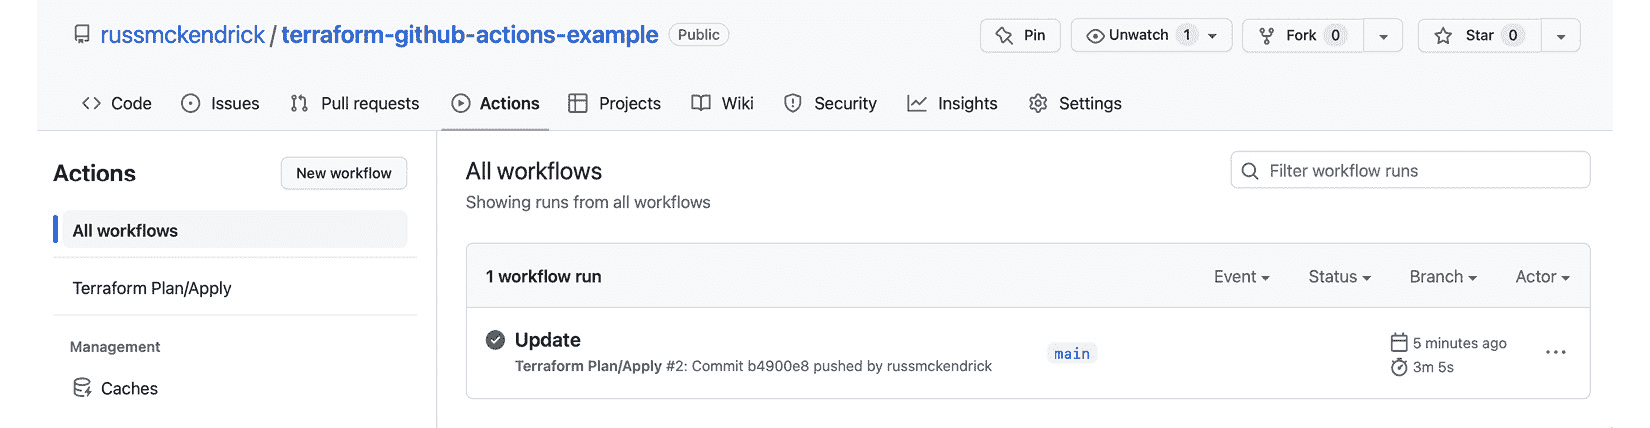 russmckendrick / terraform-github-actions-example Public Pin Unwatch 1 Fork 0 Star 0
Code Issues Pull requests Actions Projects Wiki Security Insights Settings
Actions New workflow
All workflows
Terraform Plan/Apply
Management
Caches
All workflows
Showing runs from all workflows
Filter workflow runs
1 workflow run Event Status Branch Actor
Update
Terraform Plan/Apply #2: Commit b4900e8 pushed by russmckendrick
main
5 minutes ago
3m 5s